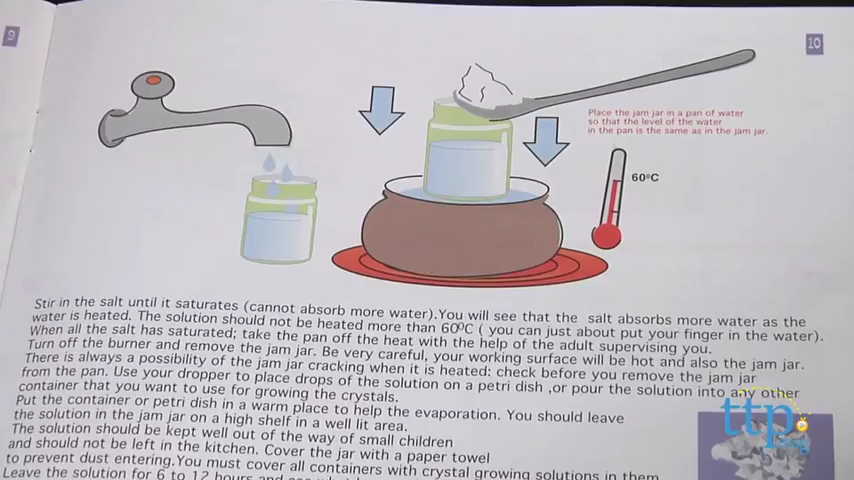 9
10
Place the jam jar in a pan of water
so that the level of the water
in the pan is the same as in the jam jar.
60ºC
Stir in the salt until it saturates (cannot absorb more water).You will see that the salt absorbs more water as the
water is heated. The solution should not be heated more than 60ºC ( you can just about put your finger in the water).
When all the salt has saturated; take the pan off the heat with the help of the adult supervising you.
Turn off the burner and remove the jam jar. Be very careful, your working surface will be hot and also the jam jar.
There is always a possibility of the jam jar cracking when it is heated: check before you remove the jam jar
from the pan. Use your dropper to place drops of the solution on a petri dish ,or pour the solution into any other
container that you want to use for growing the crystals.
Put the container or petri dish in a warm place to help the evaporation. You should leave
the solution in the jam jar on a high shelf in a well lit area.
The solution should be kept well out of the way of small children
and should not be left in the kitchen. Cover the jar with a paper towel
to prevent dust entering.You must cover all containers with crystal growing solutions in them
Leave the solution for 6 to 12 hours and see what
ttp